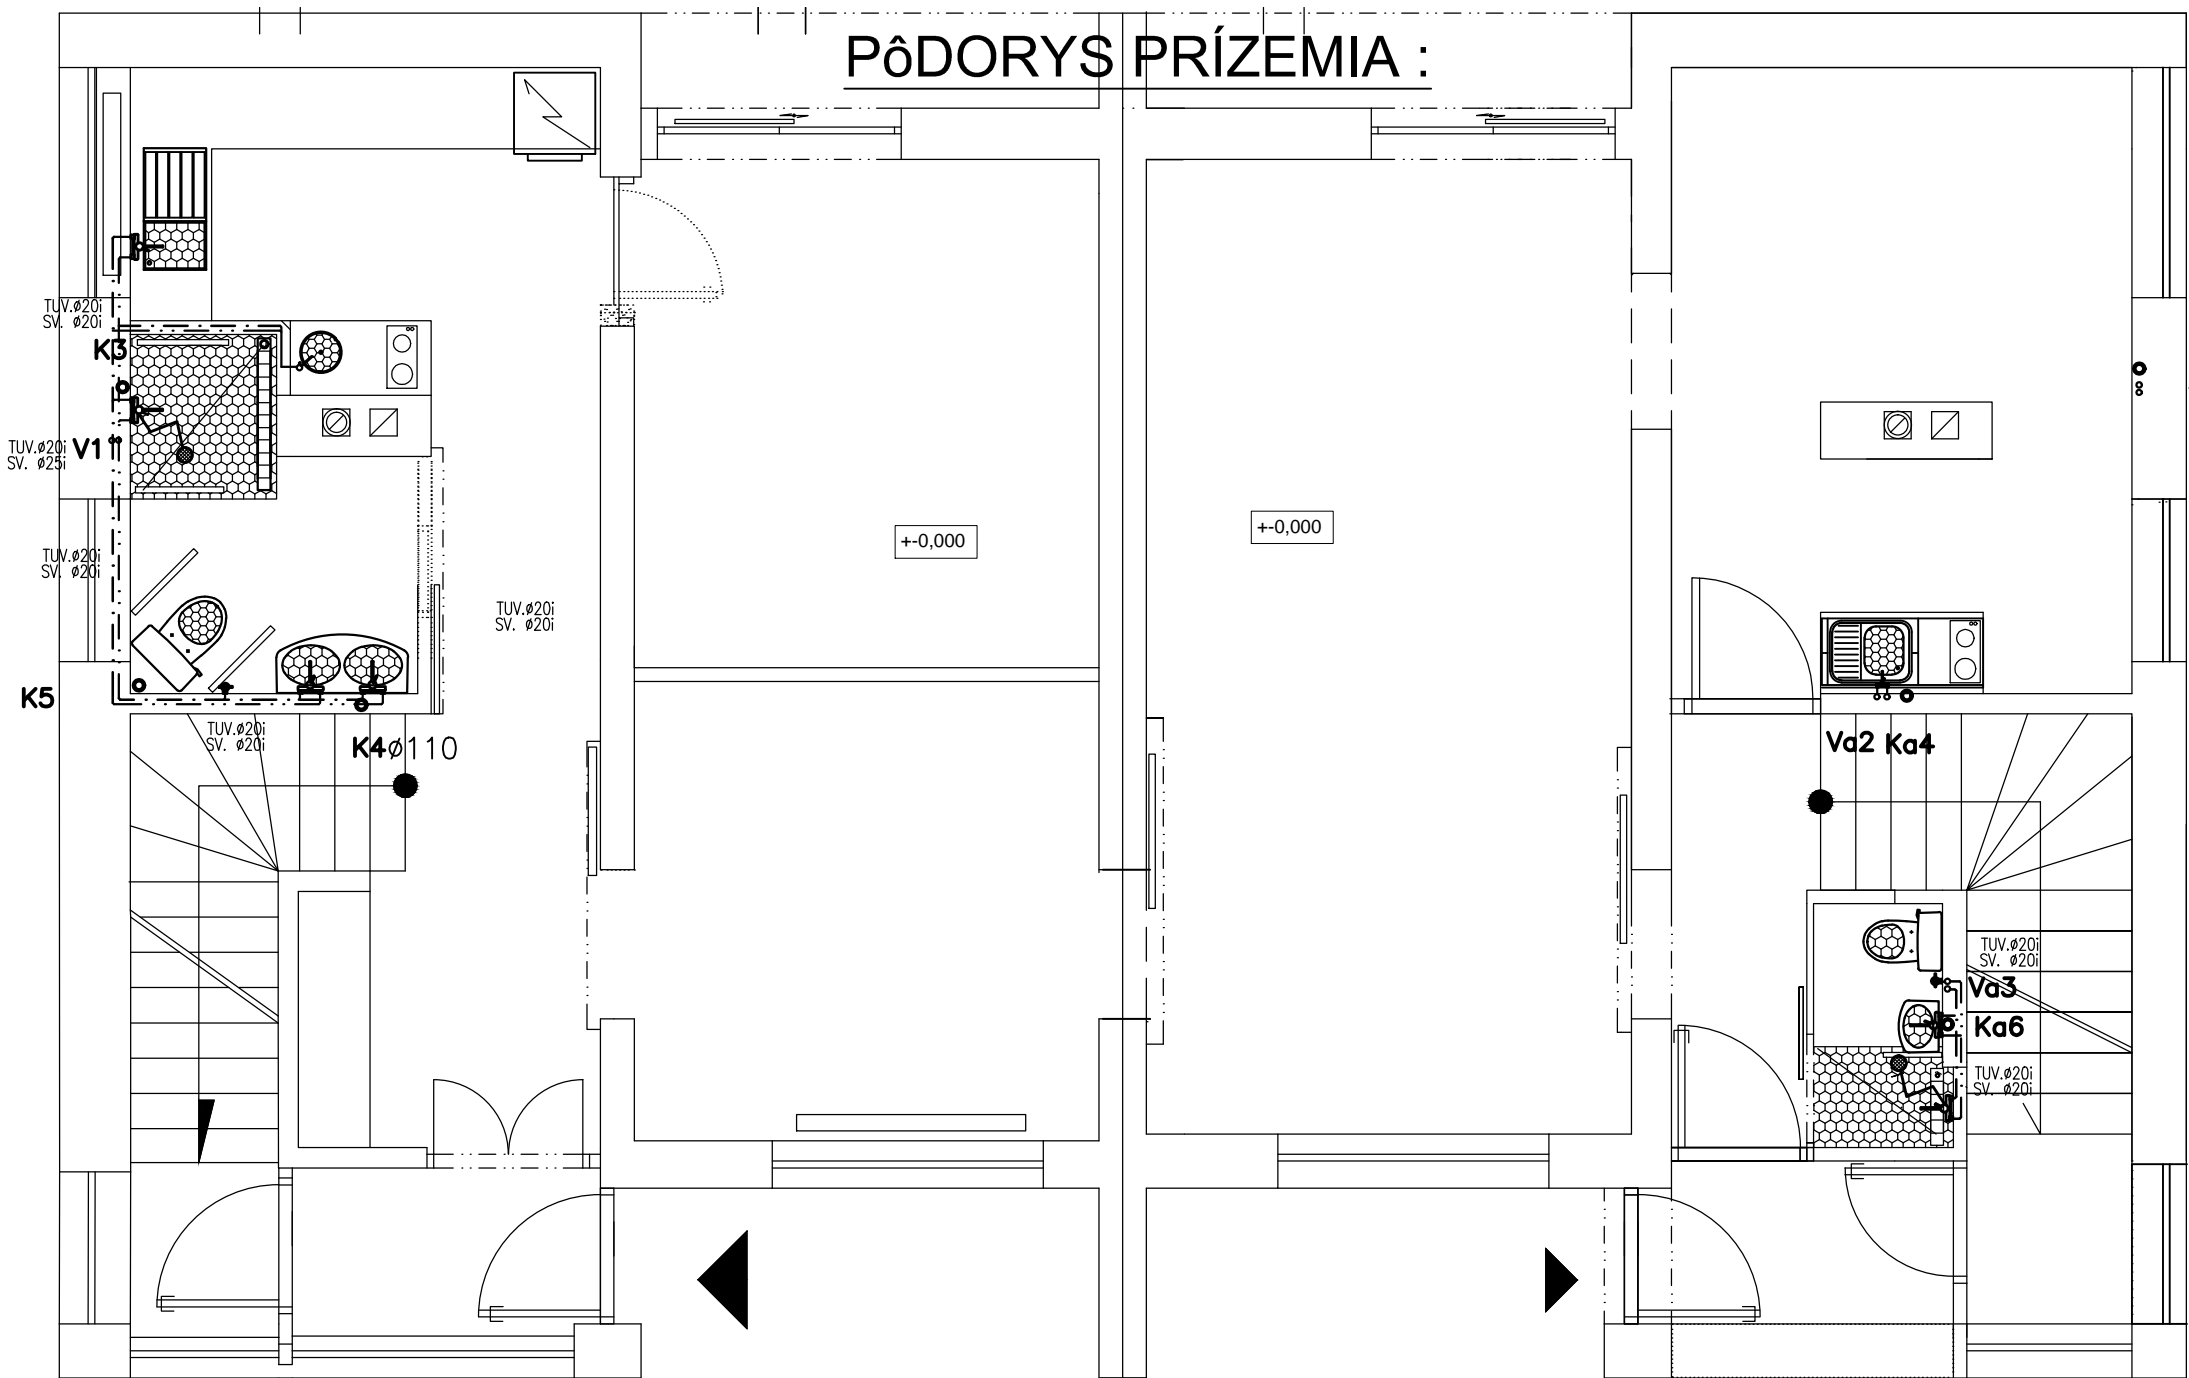 PôDORYS PRÍZEMIA :
TUV.ø20i
SV. ø20i
K3
TUV.ø20i
SV. ø25i
V1
TUV.ø20i
SV. ø20i
K5
TUV.ø20i
SV. ø20i
K4ø110
TUV.ø20i
SV. ø20i
+-0,000
+-0,000
Va2 Ka4
TUV.ø20i
SV. ø20i
Va3
Ka6
TUV.ø20i
SV. ø20i